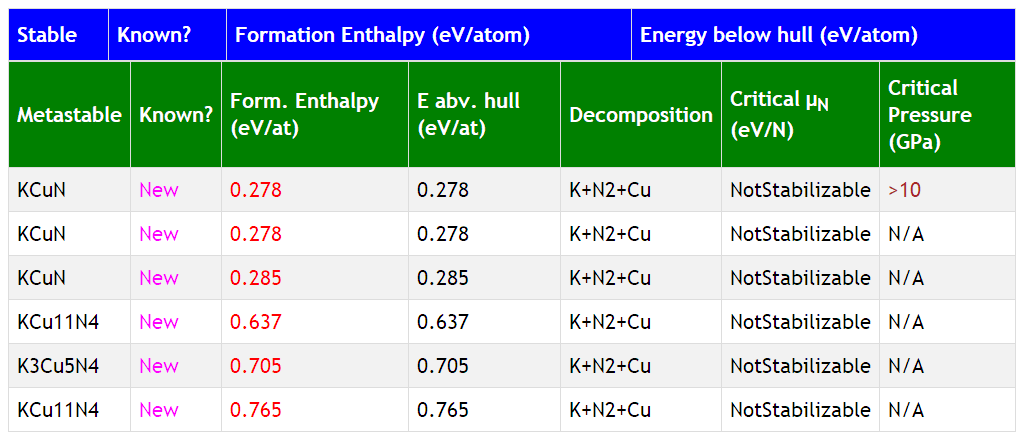 Stable Known? Formation Enthalpy (eV/atom) Energy below hull (eV/atom)
Metastable Known? Form. Enthalpy (eV/at) E abv. hull (eV/at) Decomposition Critical μN (eV/N) Critical Pressure (GPa)
KCuN New 0.278 0.278 K+N2+Cu NotStabilizable >10
KCuN New 0.278 0.278 K+N2+Cu NotStabilizable N/A
KCuN New 0.285 0.285 K+N2+Cu NotStabilizable N/A
KCu11N4 New 0.637 0.637 K+N2+Cu NotStabilizable N/A
K3Cu5N4 New 0.705 0.705 K+N2+Cu NotStabilizable N/A
KCu11N4 New 0.765 0.765 K+N2+Cu NotStabilizable N/A